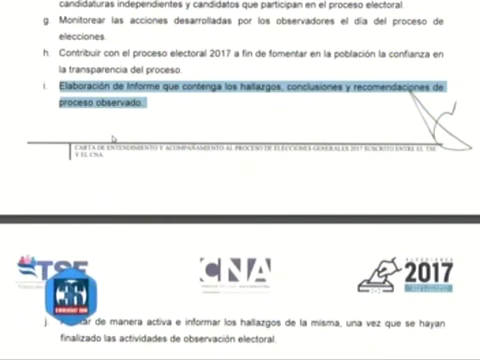 candidaturas independientes y candidatos que participan en el proceso electoral.
g. Monitorear las acciones desarrolladas por los observadores el día del proceso de
elecciones.
h. Contribuir con el proceso electoral 2017 a fin de fomentar en la población la confianza en
la transparencia del proceso.
i. Elaboración de Informe que contenga los hallazgos, conclusiones y recomendaciones de
proceso observado.
CARTA DE ENTENDIMIENTO Y ACOMPAÑAMIENTO AL PROCESO DE ELECCIONES GENERALES 2017 SUSCRITO ENTRE EL TSE
Y EL CNA.
TSE
CNA
ELECCIONES
2017
36
j. de manera activa e informar los hallazgos de la misma, una vez que se hayan
finalizado las actividades de observación electoral.